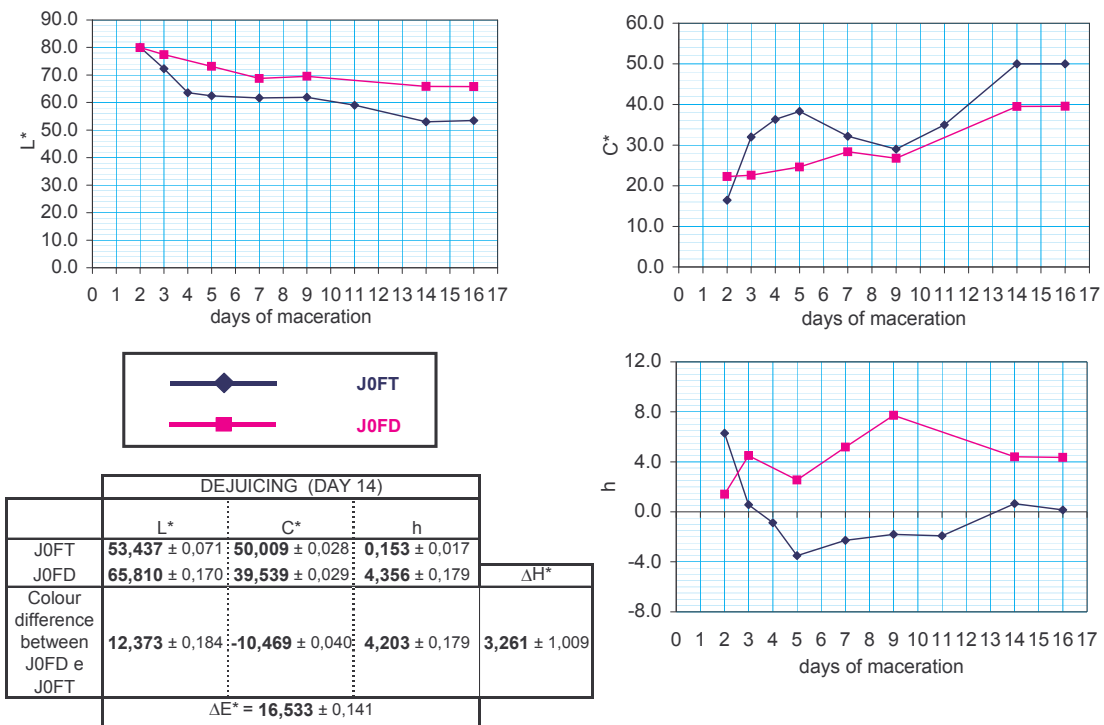 90.0
80.0
70.0
60.0
50.0
40.0
30.0
20.0
10.0
0.0
L*
0 1 2 3 4 5 6 7 8 9 10 11 12 13 14 15 16 17
days of maceration
60.0
50.0
40.0
30.0
20.0
10.0
0.0
C*
0 1 2 3 4 5 6 7 8 9 10 11 12 13 14 15 16 17
days of maceration
J0FT
J0FD
12.0
8.0
4.0
0.0
-4.0
-8.0
h
0 1 2 3 4 5 6 7 8 9 10 11 12 13 14 15 16 17
days of maceration
DEJUICING (DAY 14)
L* C* h
J0FT 53,437 ± 0,071 50,009 ± 0,028 0,153 ± 0,017
J0FD 65,810 ± 0,170 39,539 ± 0,029 4,356 ± 0,179 ΔH*
Colour
difference
between
J0FD e
J0FT
12,373 ± 0,184 -10,469 ± 0,040 4,203 ± 0,179 3,261 ± 1,009
ΔE* = 16,533 ± 0,141